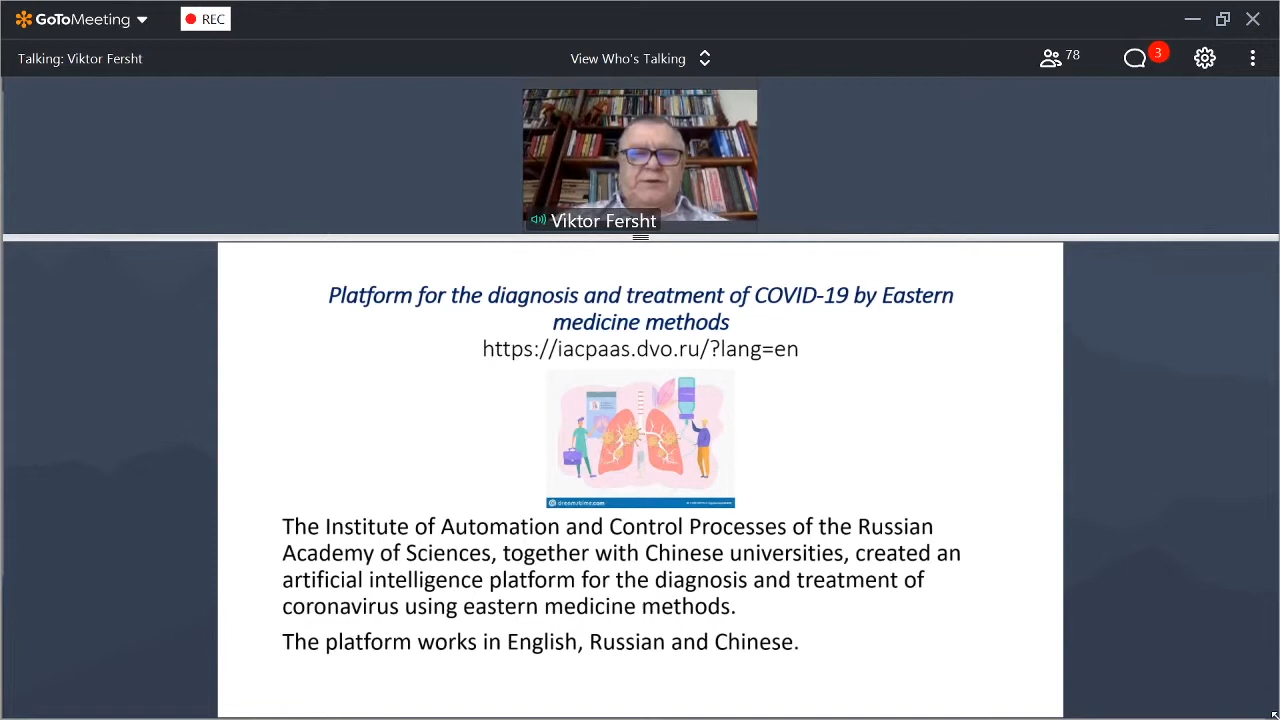 GoToMeeting
REC
Talking: Viktor Fersht
View Who's Talking
78
3
Viktor Fersht
Platform for the diagnosis and treatment of COVID-19 by Eastern
medicine methods
https://iacpaas.dvo.ru/?lang=en
dreamstime.com
The Institute of Automation and Control Processes of the Russian
Academy of Sciences, together with Chinese universities, created an
artificial intelligence platform for the diagnosis and treatment of
coronavirus using eastern medicine methods.
The platform works in English, Russian and Chinese.